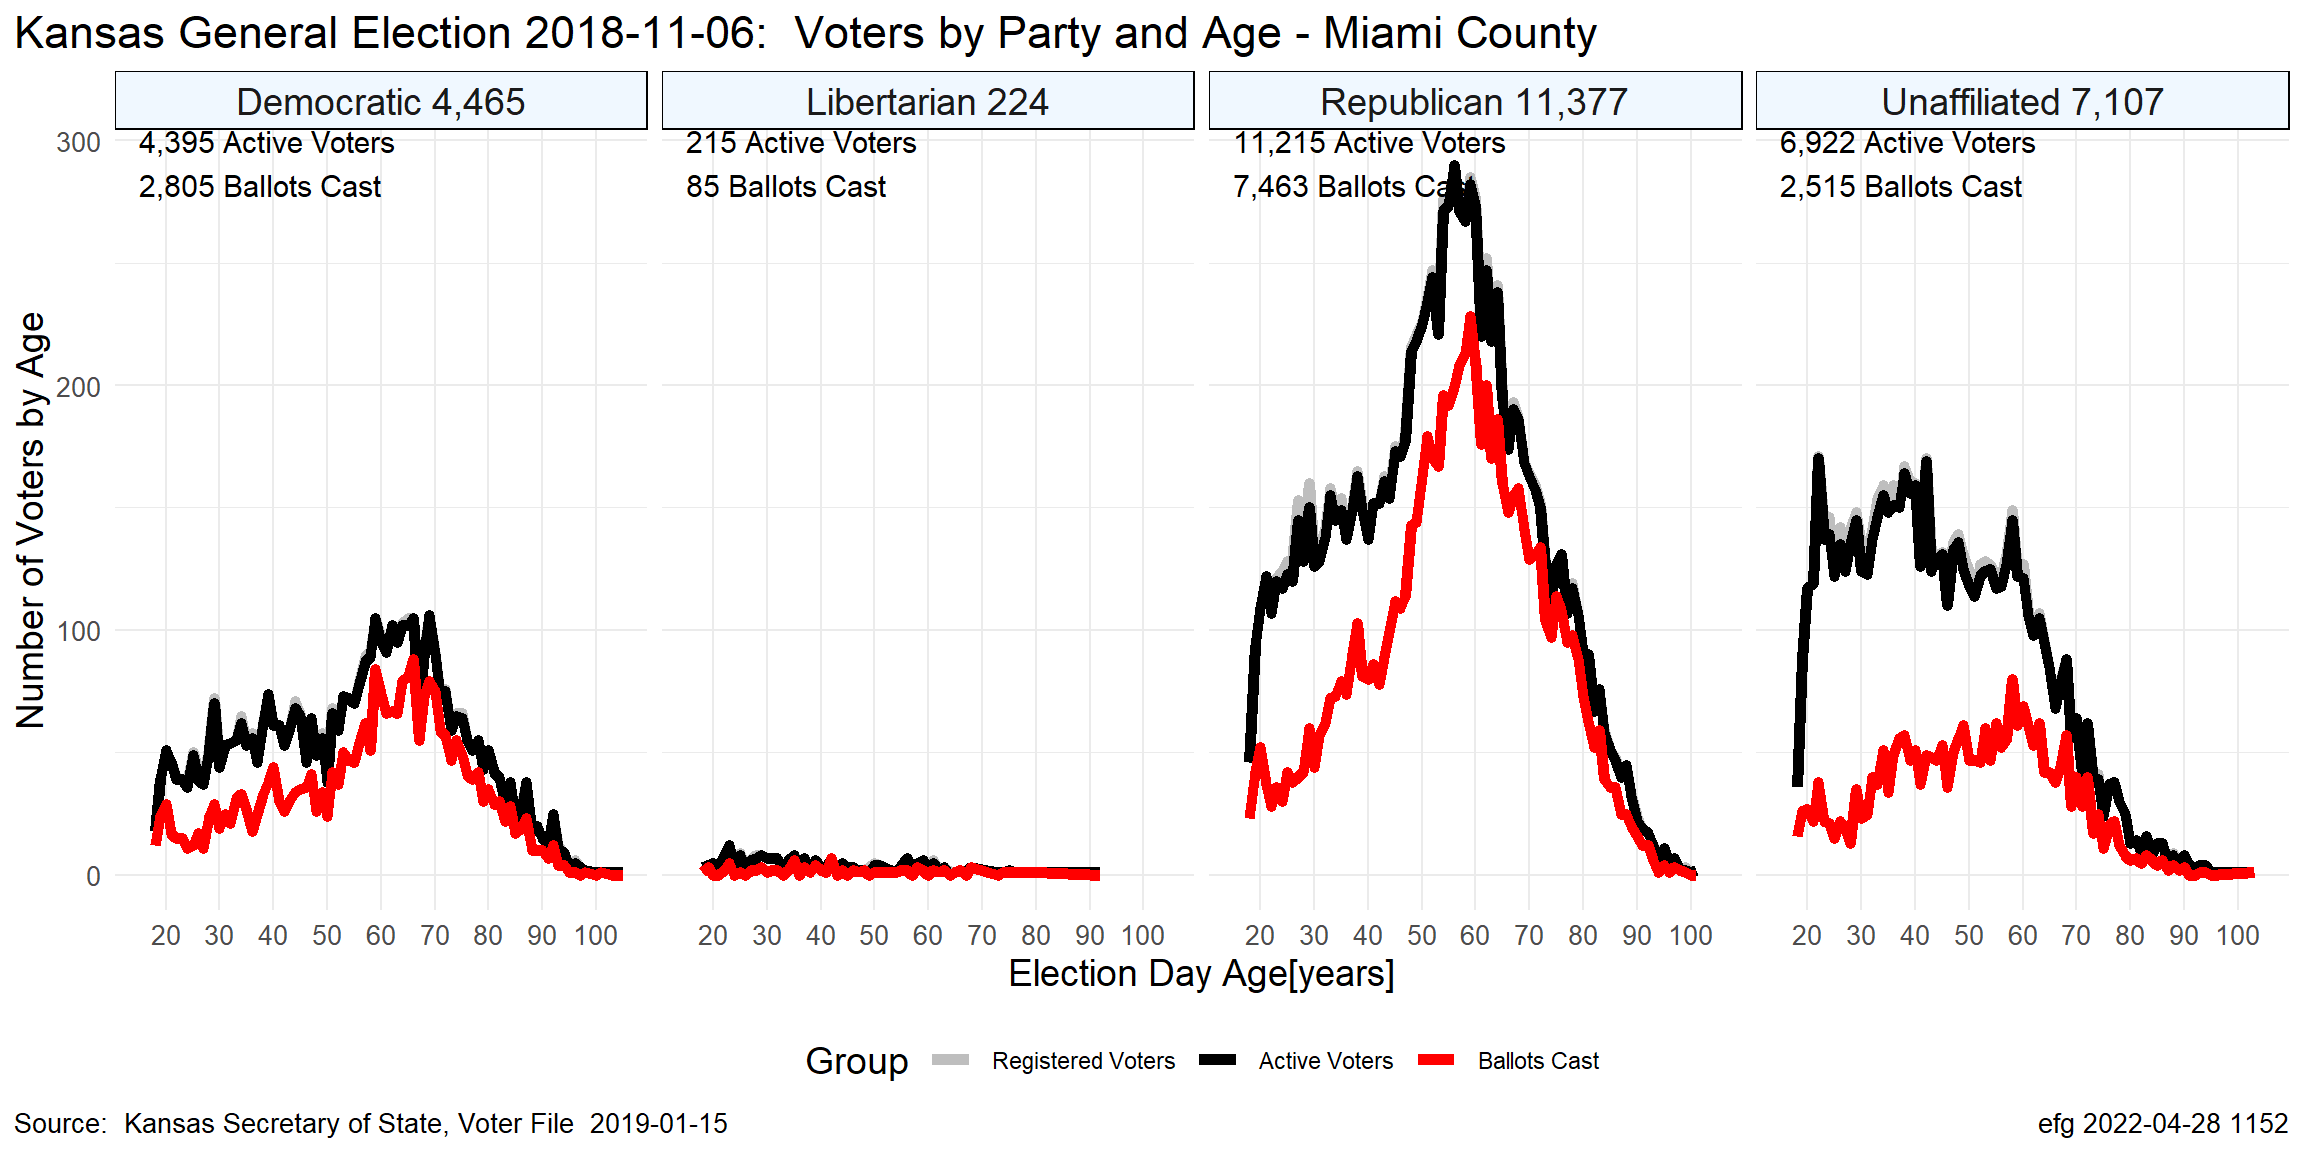 Kansas General Election 2018-11-06:  Voters by Party and Age - Miami County
Democratic 4,465
Libertarian 224
Republican 11,377
Unaffiliated 7,107
4,395 Active Voters
2,805 Ballots Cast
215 Active Voters
85 Ballots Cast
11,215 Active Voters
7,463 Ballots Cast
6,922 Active Voters
2,515 Ballots Cast
Number of Voters by Age
300
200
100
0
20 30 40 50 60 70 80 90 100
20 30 40 50 60 70 80 90 100
20 30 40 50 60 70 80 90 100
20 30 40 50 60 70 80 90 100
Election Day Age[years]
Group Registered Voters Active Voters Ballots Cast
Source:  Kansas Secretary of State, Voter File  2019-01-15
efg 2022-04-28 1152